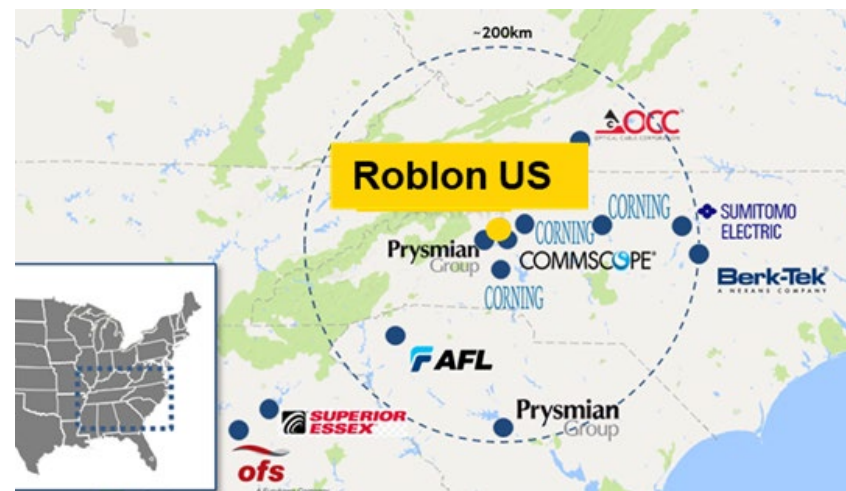 ~200km
OCC
OPTICAL CABLE CORPORATION
Roblon US
CORNING
SUMITOMO
ELECTRIC
Prysmian
Group
CORNING
COMMSCOPE®
Berk-Tek®
A NEXANS COMPANY
CORNING
AFL
Prysmian
Group
SUPERIOR
ESSEX
ofs